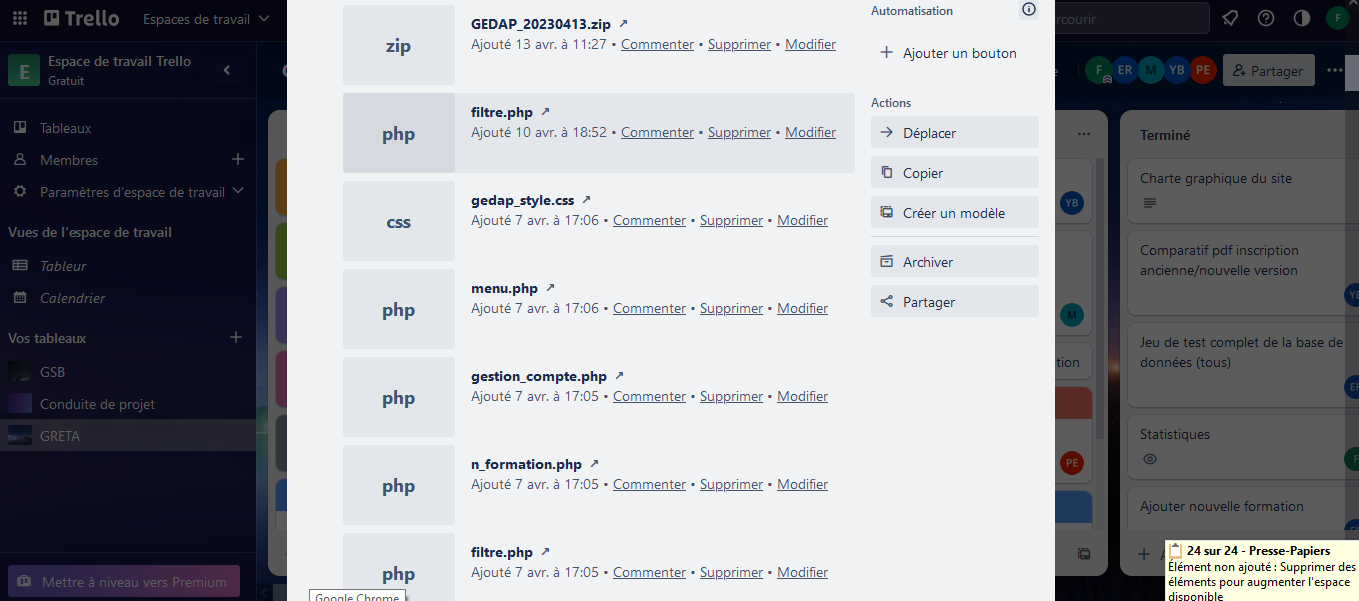 Trello
Espaces de travail
rcourir
F
E
Espace de travail Trello
Gratuit
Tableaux
Membres
Paramètres d'espace de travail
Vues de l'espace de travail
Tableur
Calendrier
Vos tableaux
GSB
Conduite de projet
GRETA
Mettre à niveau vers Premium
zip
GEDAP_20230413.zip
Ajouté 13 avr. à 11:27 • Commenter • Supprimer • Modifier
php
filtre.php
Ajouté 10 avr. à 18:52 • Commenter • Supprimer • Modifier
css
gedap_style.css
Ajouté 7 avr. à 17:06 • Commenter • Supprimer • Modifier
php
menu.php
Ajouté 7 avr. à 17:06 • Commenter • Supprimer • Modifier
php
gestion_compte.php
Ajouté 7 avr. à 17:05 • Commenter • Supprimer • Modifier
php
n_formation.php
Ajouté 7 avr. à 17:05 • Commenter • Supprimer • Modifier
php
filtre.php
Ajouté 7 avr. à 17:05 • Commenter • Supprimer • Modifier
Google Chrome
Automatisation
Ajouter un bouton
Actions
Déplacer
Copier
Créer un modèle
Archiver
Partager
F ER M YB PE
Partager
YB
M
tion
PE
Terminé
Charte graphique du site
Comparatif pdf inscription
ancienne/nouvelle version
YB
Jeu de test complet de la base de
données (tous)
ER
Statistiques
F
Ajouter nouvelle formation
24 sur 24 - Presse-Papiers
Élément non ajouté : Supprimer des
éléments pour augmenter l'espace
disponible